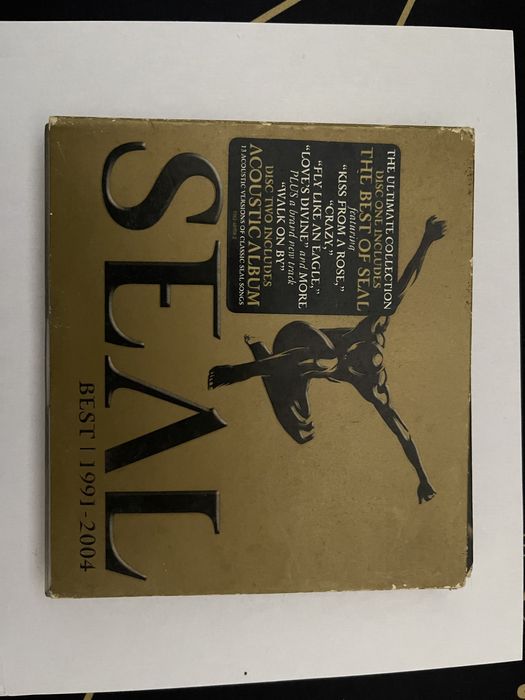 THE ULTIMATE COLLECTION
DISC ONE INCLUDES
THE BEST OF SEAL
featuring
"KISS FROM A ROSE,"
"CRAZY,"
"FLY LIKE AN EAGLE,"
"LOVE'S DIVINE" and MORE
PLUS a brand new track
"WALK ON BY"
DISC TWO INCLUDES
ACOUSTIC ALBUM
13 ACOUSTIC VERSIONS OF CLASSIC SEAL SONGS
SEAL
BEST | 1991-2004